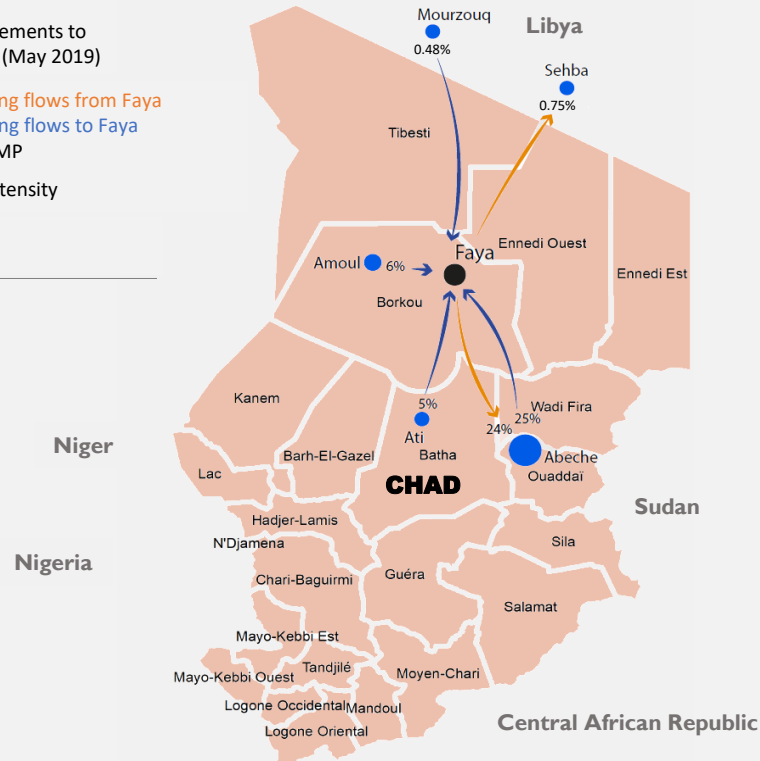 ements to
(May 2019)
ng flows from Faya
ng flows to Faya
MP
tensity
Mourzouq
0.48%
Libya
Sehba
0.75%
Tibesti
Faya
Ennedi Ouest
Amoul
6%
Ennedi Est
Borkou
Kanem
5%
Wadi Fira
25%
24%
Ati
Niger
Barh-El-Gazel
Batha
Abeche
Lac
Ouaddaï
CHAD
Sudan
Hadjer-Lamis
N'Djamena
Sila
Nigeria
Chari-Baguirmi
Guéra
Salamat
Mayo-Kebbi Est
Tandjilé
Mayo-Kebbi Ouest
Moyen-Chari
Logone Occidental
Mandoul
Central African Republic
Logone Oriental